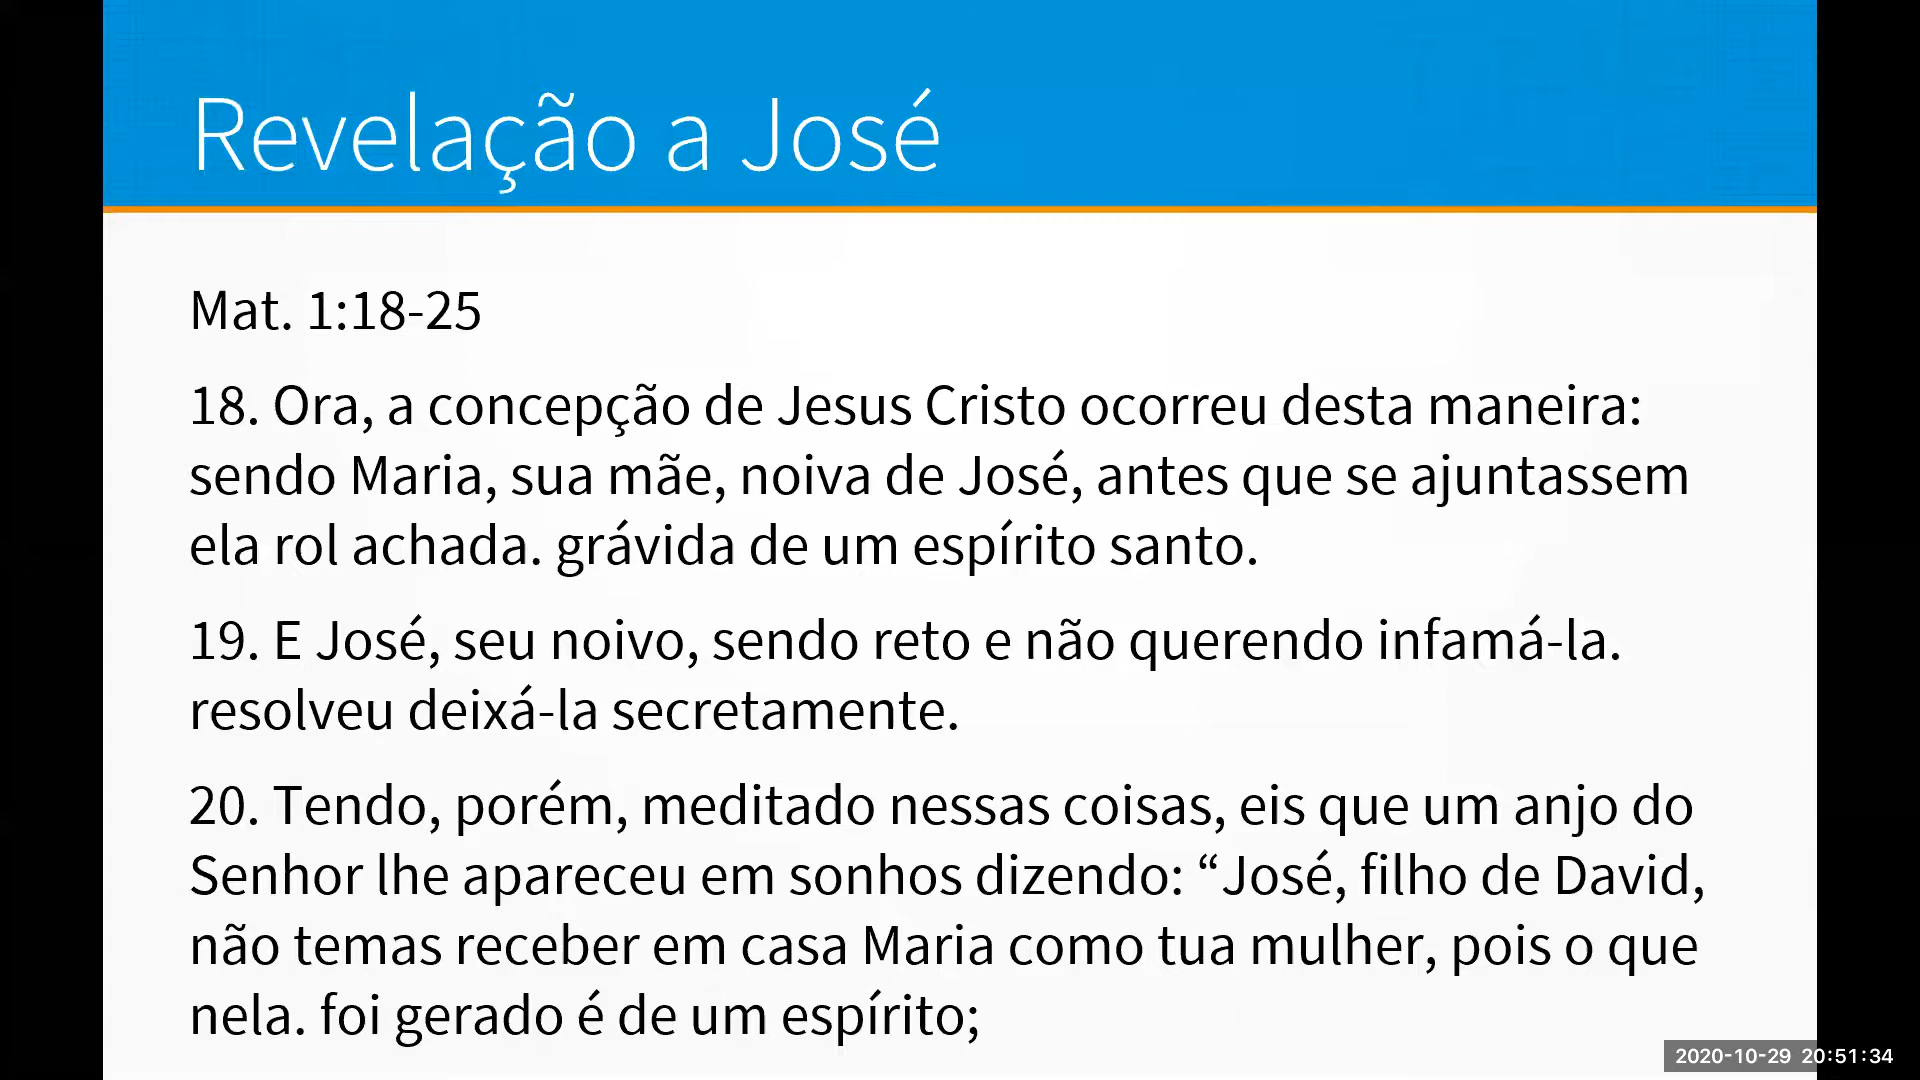 Revelação a José
Mat. 1:18-25
18. Ora, a concepção de Jesus Cristo ocorreu desta maneira:
sendo Maria, sua mãe, noiva de José, antes que se ajuntassem
ela rol achada. grávida de um espírito santo.
19. E José, seu noivo, sendo reto e não querendo infamá-la.
resolveu deixá-la secretamente.
20. Tendo, porém, meditado nessas coisas, eis que um anjo do
Senhor lhe apareceu em sonhos dizendo: “José, filho de David,
não temas receber em casa Maria como tua mulher, pois o que
nela. foi gerado é de um espírito;
2020-10-29 20:51:34